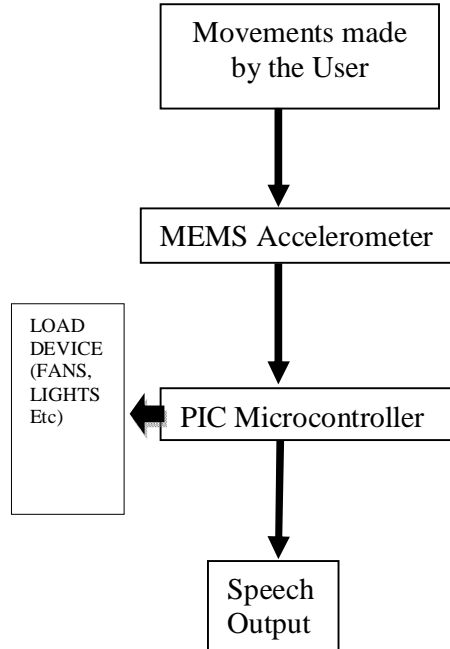 Movements made
by the User
MEMS Accelerometer
LOAD
DEVICE
(FANS,
LIGHTS
Etc)
PIC Microcontroller
Speech
Output